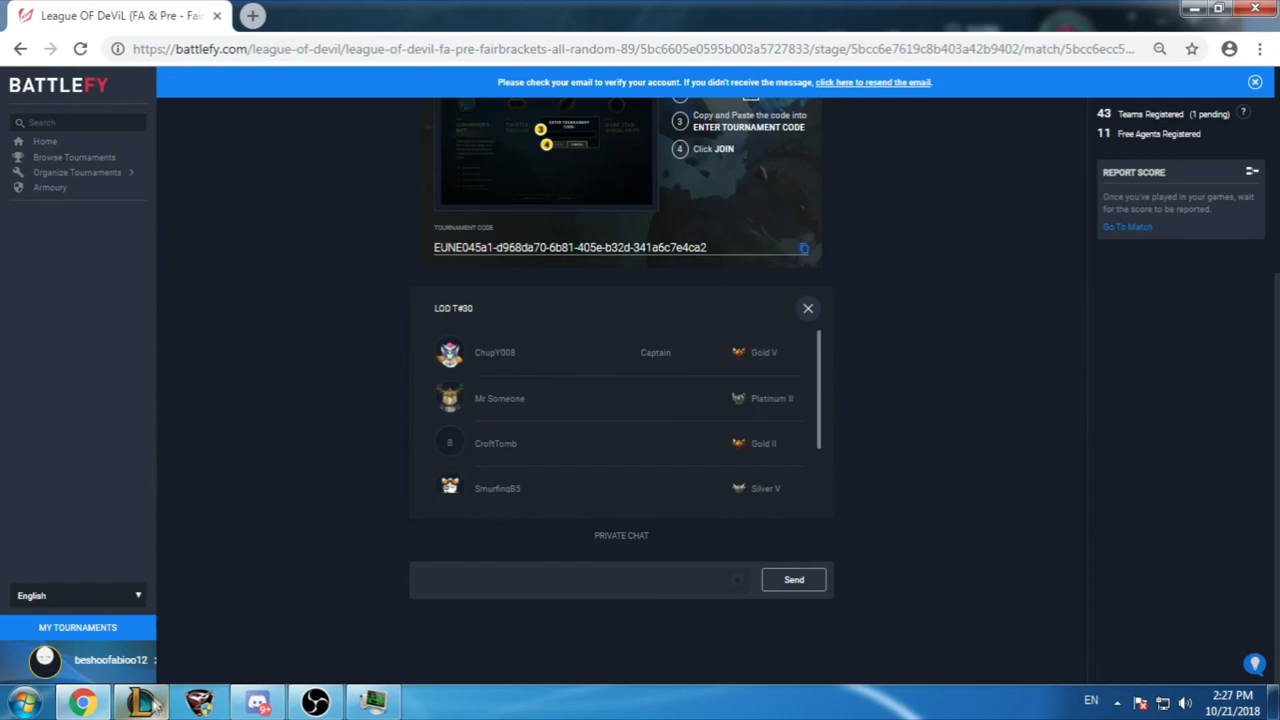 League OF DeViL (FA & Pre - Fai
https://battlefy.com/league-of-devil/league-of-devil-fa-pre-fairbrackets-all-random-89/5bc6605e0595b003a5727833/stage/5bcc6e7619c8b403a42b9402/match/5bcc6ecc5...
BATTLEFY
Please check your email to verify your account. If you didn't receive the message, click here to resend the email.
Search
Home
Browse Tournaments
Organize Tournaments
Armoury
3 Copy and Paste the code into
ENTER TOURNAMENT CODE
4 Click JOIN
TOURNAMENT CODE
EUNE045a1-d968da70-6b81-405e-b32d-341a6c7e4ca2
43 Teams Registered (1 pending) ?
11 Free Agents Registered
REPORT SCORE
Once you've played in your games, wait
for the score to be reported.
Go To Match
LOD T#30
ChupY008 Captain Gold V
Mr Someone Platinum II
B CroftTomb Gold II
SmurfingB5 Silver V
PRIVATE CHAT
Send
English
MY TOURNAMENTS
beshoofabioo12
EN
2:27 PM
10/21/2018